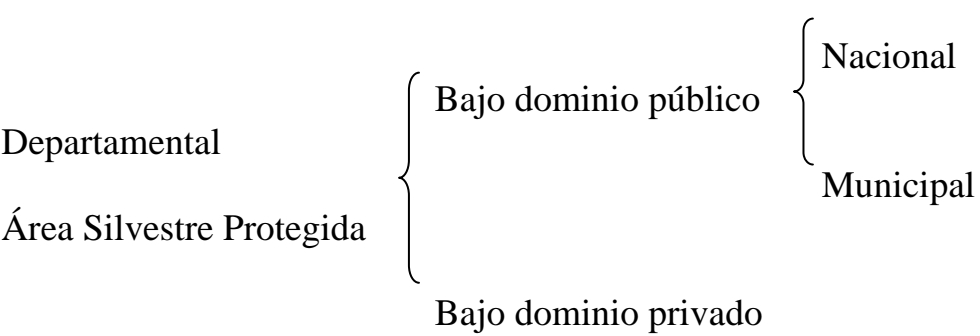 Nacional
Bajo dominio público
Departamental
Municipal
Área Silvestre Protegida
Bajo dominio privado